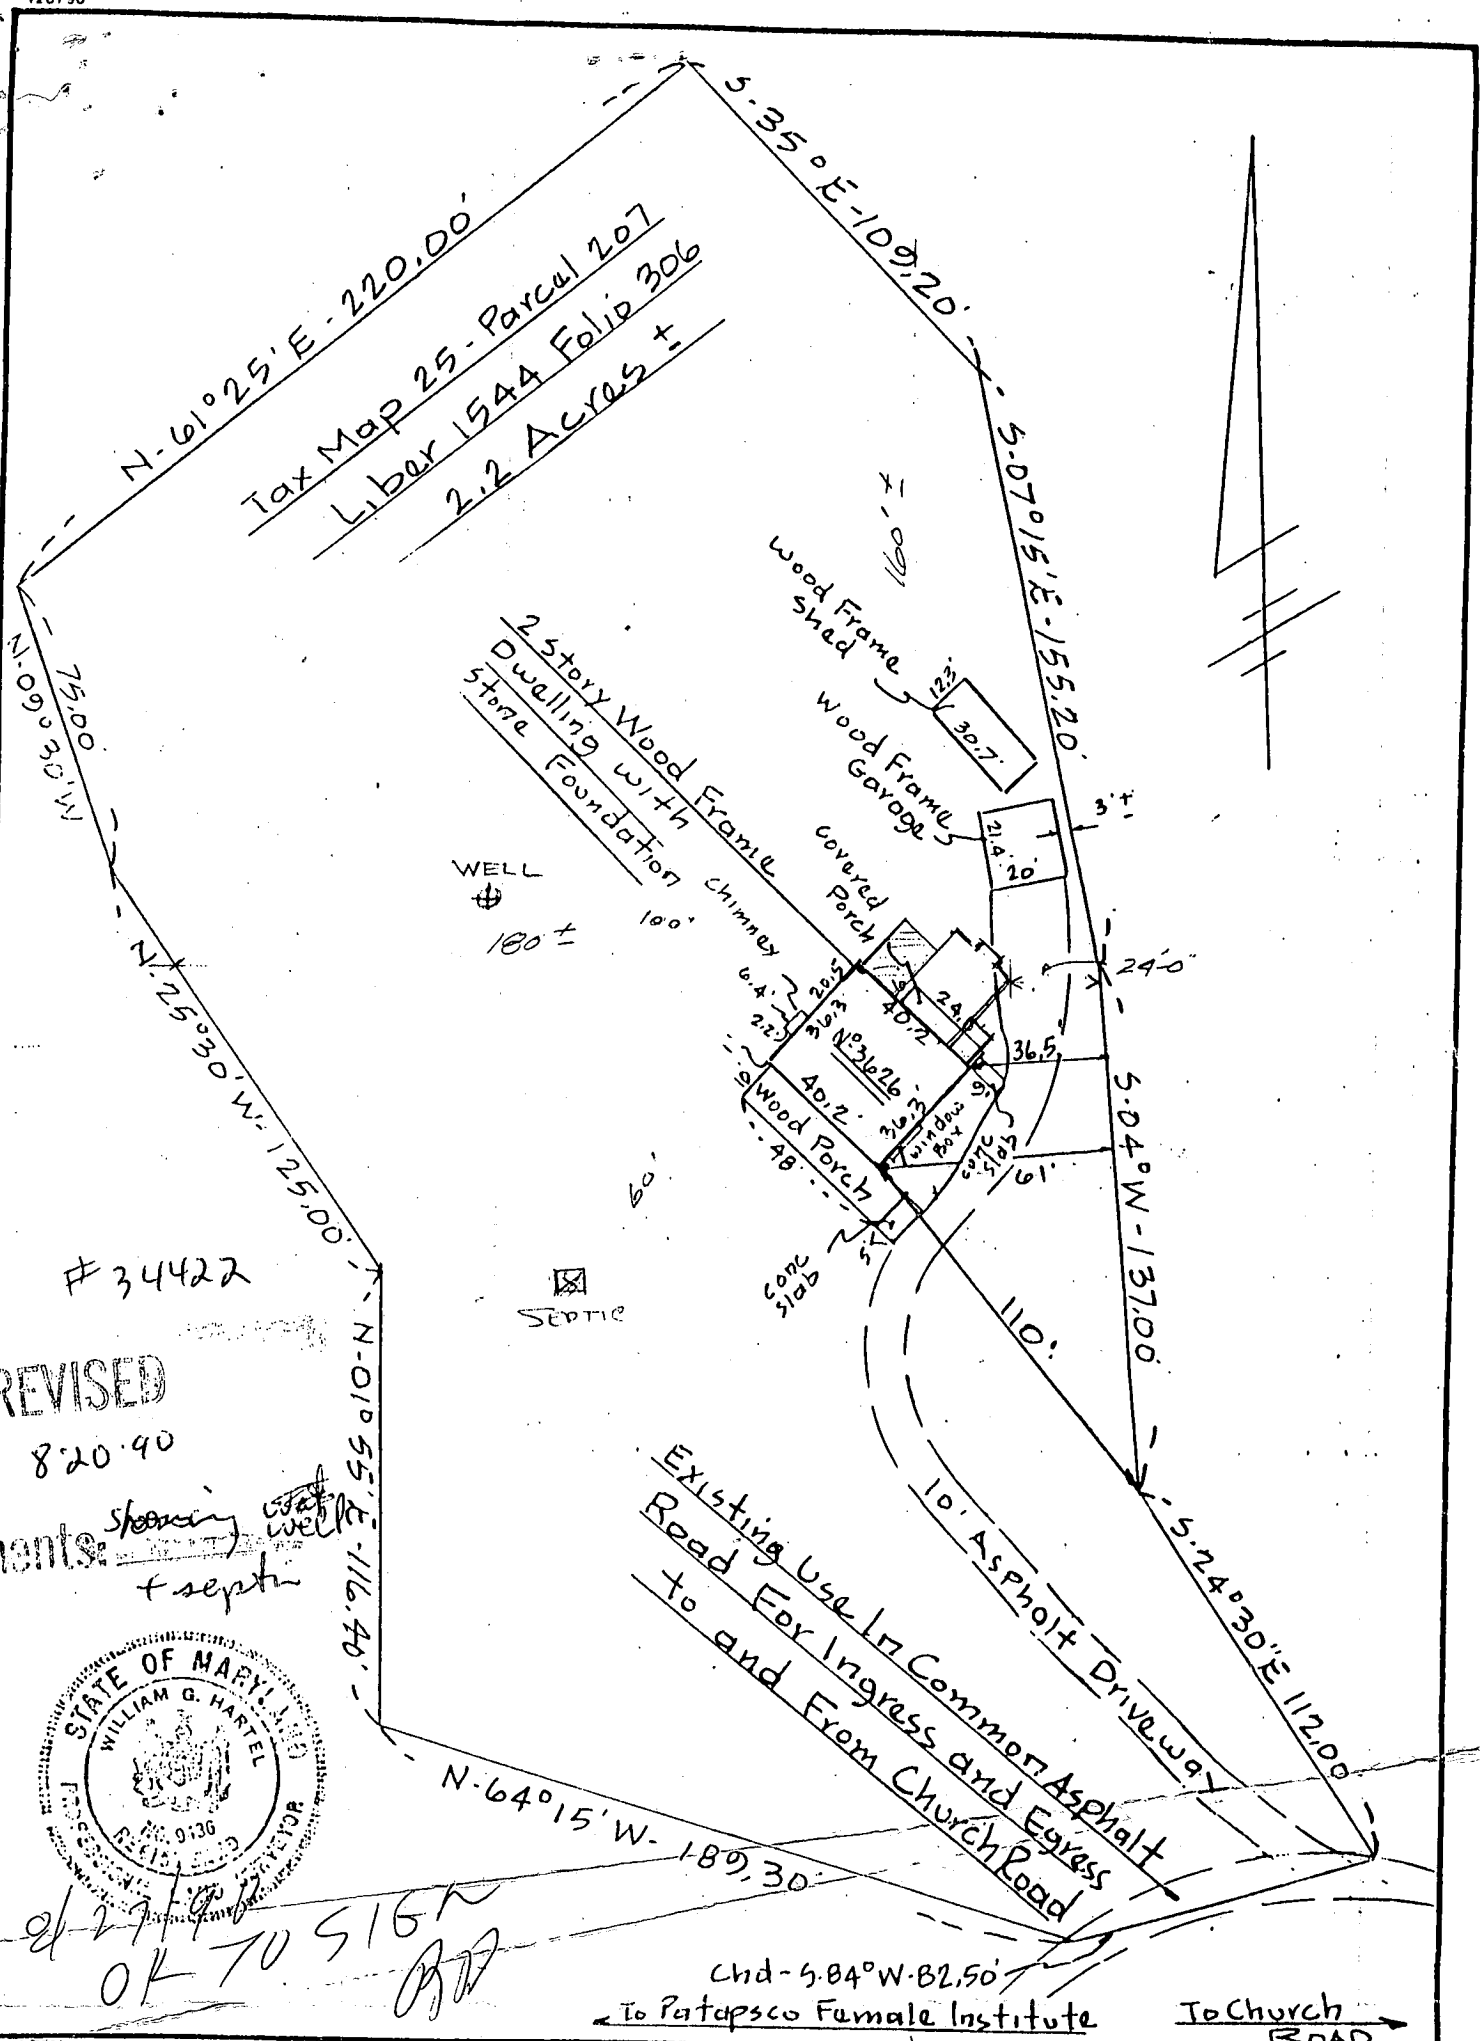 S.35°E-109.20'
N-61°25'E-220.00'
Tax Map 25-Parcel 207
Liber 1544 Folio 306
2.2 Acres ±
S.07°15'E-155.20'
160'-±
Wood Frame
Shed
12.3'
30.7'
75.00'
N.09°30'W
2 Story Wood Frame
Dwelling with
Stone Foundation
Wood Frame
Garage
21.4'
20'
3'±
Covered
Porch
WELL
180'±
100'
chimney
6.4'
2.2'
20.5
36.3
40.2'
24.0
24'-0"
N-25°30'W-125.00'
Nº3626
36.5
9'
40.2'
36.3'
Window
Box
conc
slab
Wood Porch
48'
61'
S.04°W-137.00'
60'
5'
conc
slab
SEPTIC
110'
# 34422
REVISED
8-20-90
showing
well
+ septic
N-01°55'E-116.40'
Existing Use In Common Asphalt
Road For Ingress and Egress
to and From Church Road
10' Asphalt Driveway
S.24°30"E 112.00'
STATE OF MARYLAND
WILLIAM G. HARTEL
N-64°15'W-189.30'
OK TO SIGN
Chd-S.84°W-82.50'
To Patapsco Female Institute
To Church
ROAD